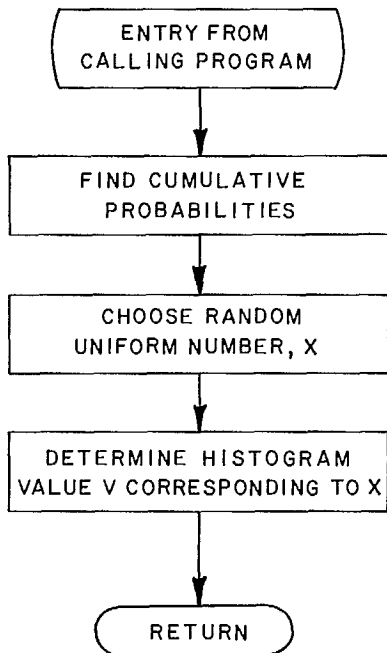 ENTRY FROM
CALLING PROGRAM
FIND CUMULATIVE
PROBABILITIES
CHOOSE RANDOM
UNIFORM NUMBER, X
DETERMINE HISTOGRAM
VALUE V CORRESPONDING TO X
RETURN